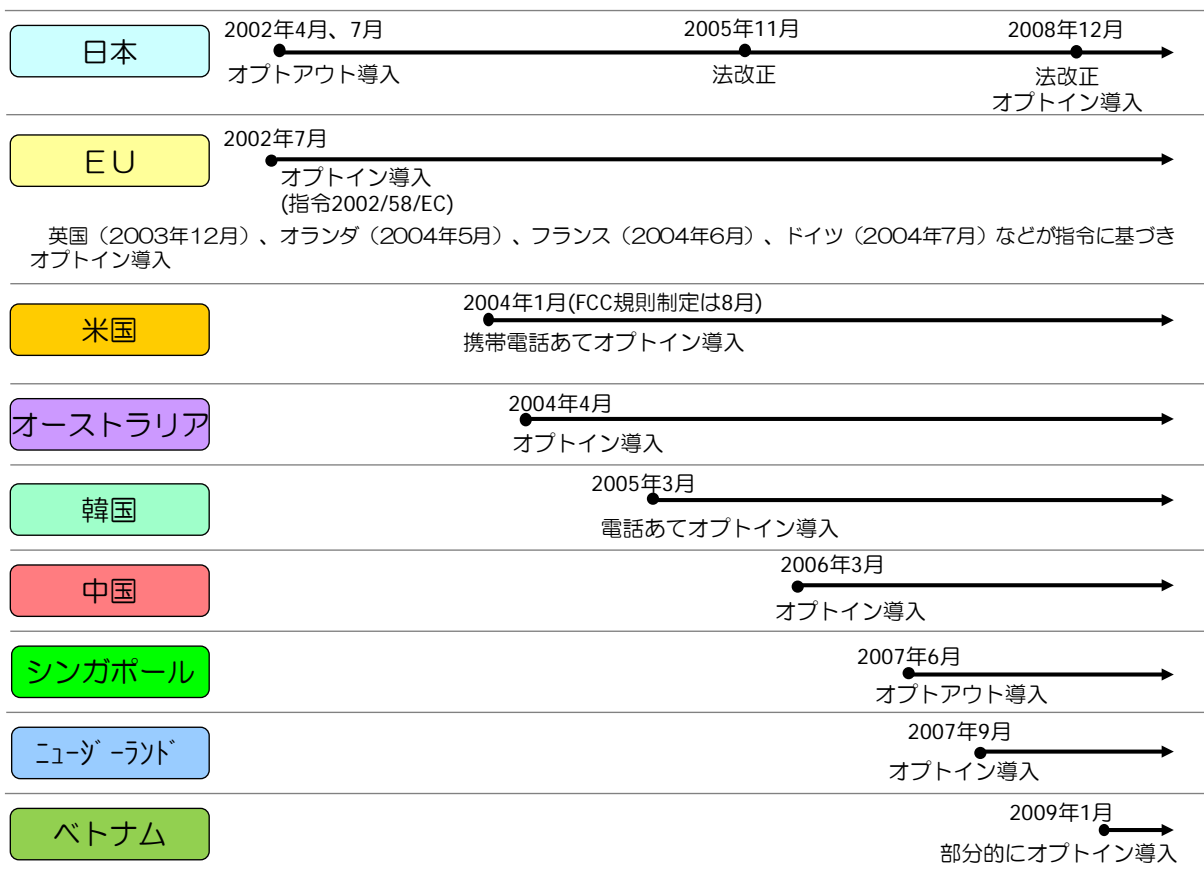 日本
2002年4月、7月
2005年11月
2008年12月
オプトアウト導入
法改正
法改正
オプトイン導入
ＥＵ
2002年7月
オプトイン導入
(指令2002/58/EC)
英国（2003年12月）、オランダ（2004年5月）、フランス（2004年6月）、ドイツ（2004年7月）などが指令に基づき
オプトイン導入
米国
2004年1月(FCC規則制定は8月)
携帯電話あてオプトイン導入
オーストラリア
2004年4月
オプトイン導入
韓国
2005年3月
電話あてオプトイン導入
中国
2006年3月
オプトイン導入
シンガポール
2007年6月
オプトアウト導入
ﾆｭｰｼﾞｰﾗﾝﾄﾞ
2007年9月
オプトイン導入
ベトナム
2009年1月
部分的にオプトイン導入